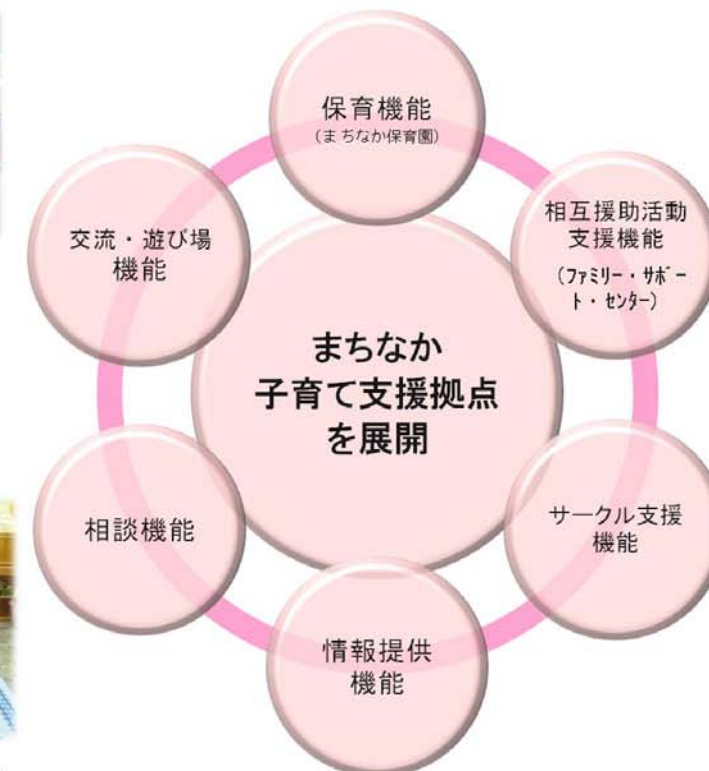 保育機能
(まちなか保育園)
相互援助活動
支援機能
(ﾌｧﾐﾘｰ・ｻﾎﾟｰ
ﾄ・ｾﾝﾀｰ)
サークル支援
機能
情報提供
機能
相談機能
交流・遊び場
機能
まちなか
子育て支援拠点
を展開